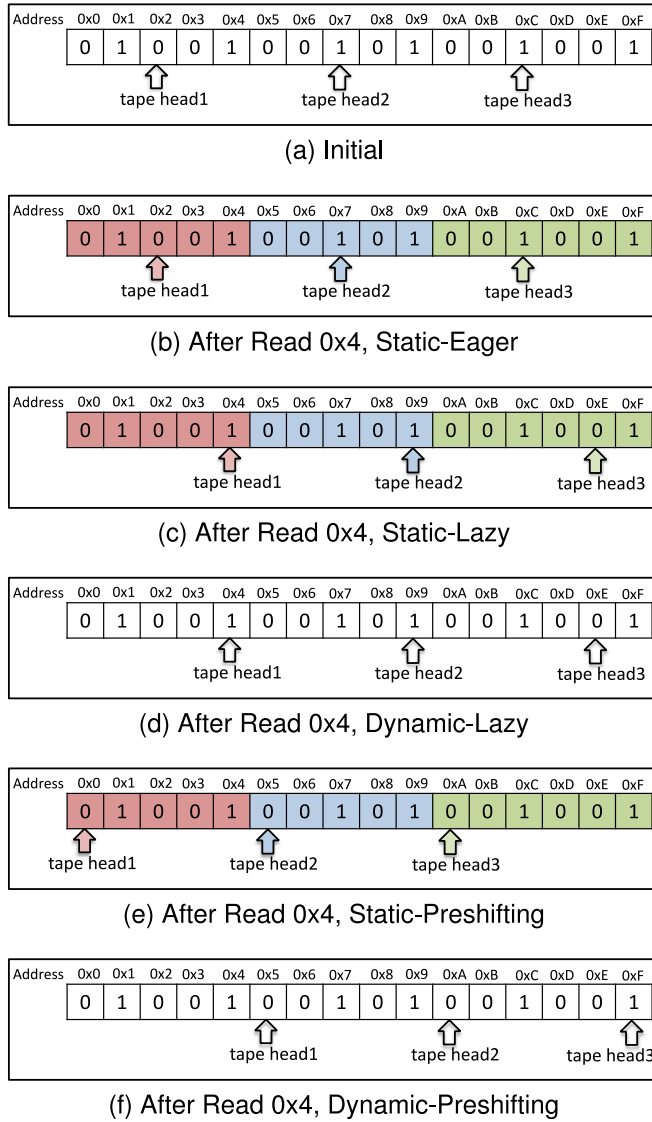 Address 0x0 0x1 0x2 0x3 0x4 0x5 0x6 0x7 0x8 0x9 0xA 0xB 0xC 0xD 0xE 0xF
0 1 0 0 1 0 0 1 0 1 0 0 1 0 0 1
tape head1 tape head2 tape head3
(a) Initial
Address 0x0 0x1 0x2 0x3 0x4 0x5 0x6 0x7 0x8 0x9 0xA 0xB 0xC 0xD 0xE 0xF
0 1 0 0 1 0 0 1 0 1 0 0 1 0 0 1
tape head1 tape head2 tape head3
(b) After Read 0x4, Static-Eager
Address 0x0 0x1 0x2 0x3 0x4 0x5 0x6 0x7 0x8 0x9 0xA 0xB 0xC 0xD 0xE 0xF
0 1 0 0 1 0 0 1 0 1 0 0 1 0 0 1
tape head1 tape head2 tape head3
(c) After Read 0x4, Static-Lazy
Address 0x0 0x1 0x2 0x3 0x4 0x5 0x6 0x7 0x8 0x9 0xA 0xB 0xC 0xD 0xE 0xF
0 1 0 0 1 0 0 1 0 1 0 0 1 0 0 1
tape head1 tape head2 tape head3
(d) After Read 0x4, Dynamic-Lazy
Address 0x0 0x1 0x2 0x3 0x4 0x5 0x6 0x7 0x8 0x9 0xA 0xB 0xC 0xD 0xE 0xF
0 1 0 0 1 0 0 1 0 1 0 0 1 0 0 1
tape head1 tape head2 tape head3
(e) After Read 0x4, Static-Preshifting
Address 0x0 0x1 0x2 0x3 0x4 0x5 0x6 0x7 0x8 0x9 0xA 0xB 0xC 0xD 0xE 0xF
0 1 0 0 1 0 0 1 0 1 0 0 1 0 0 1
tape head1 tape head2 tape head3
(f) After Read 0x4, Dynamic-Preshifting